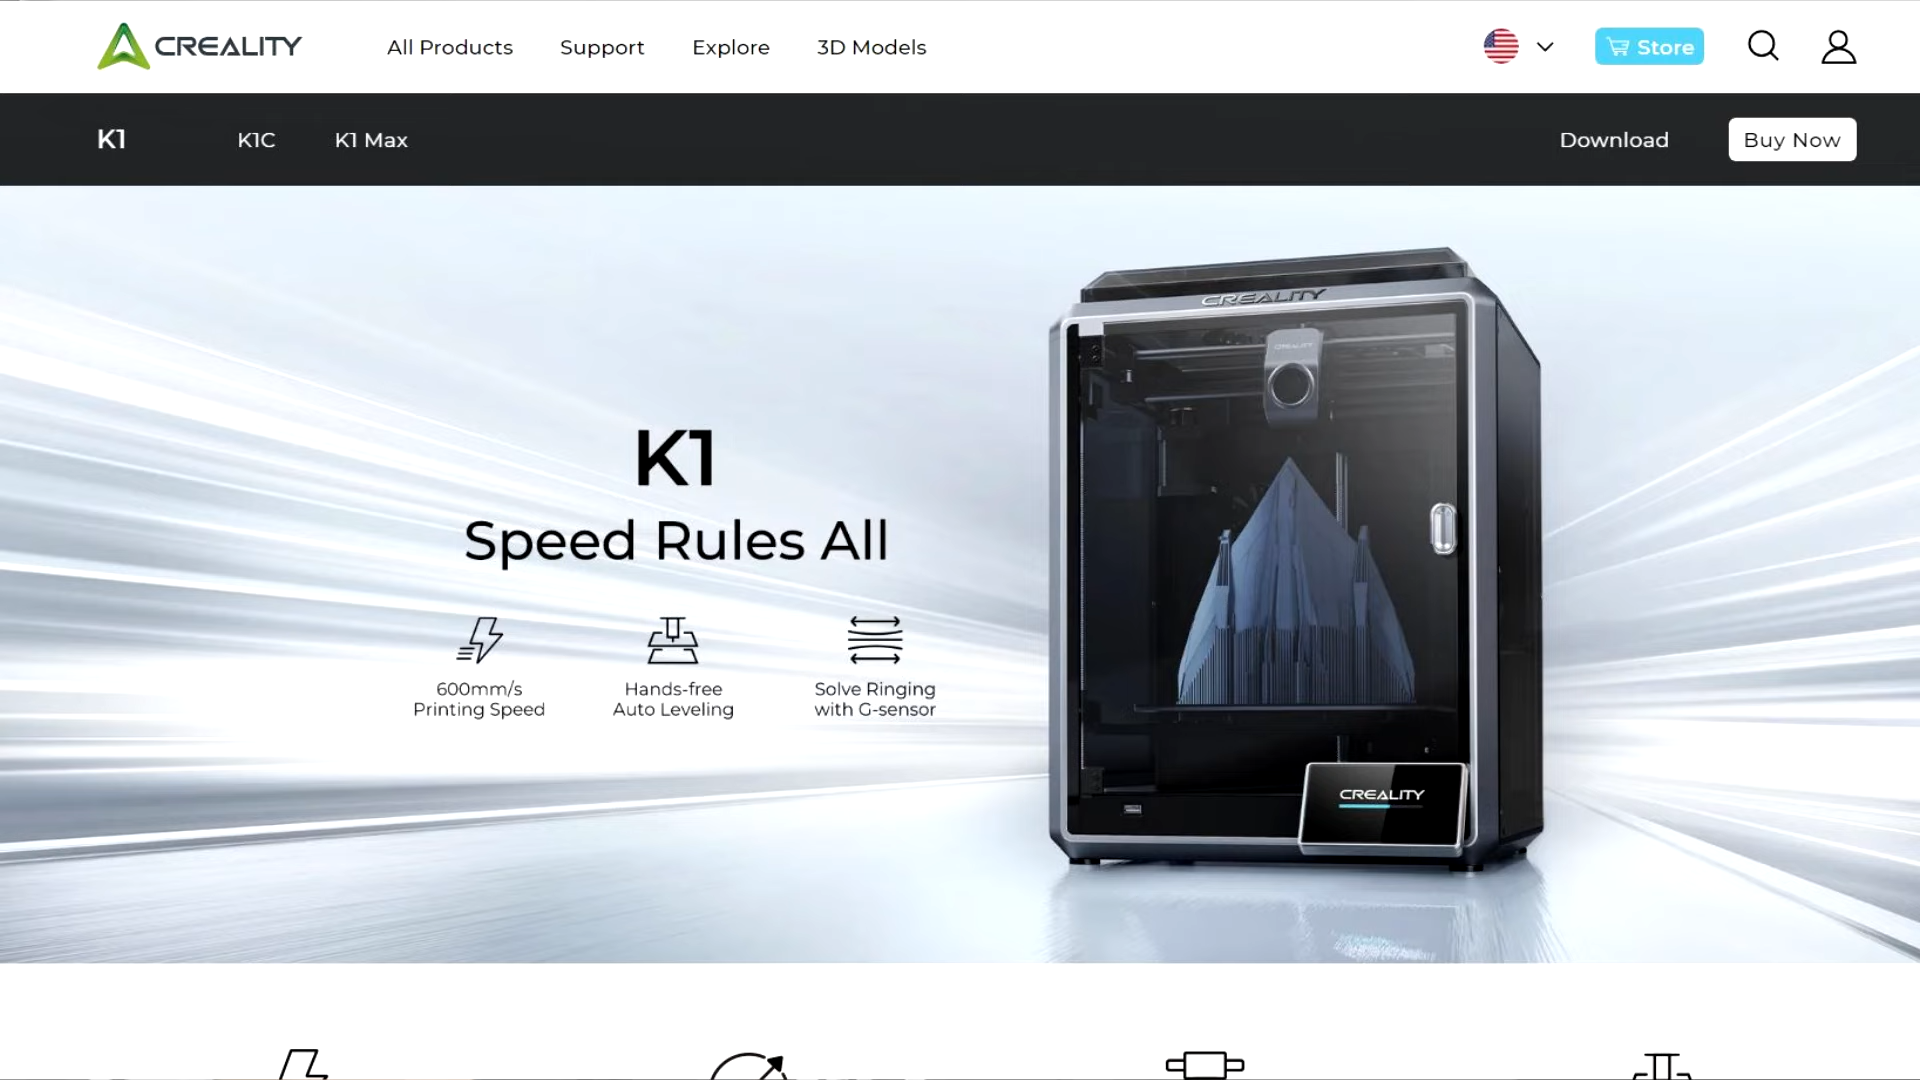 CREALITY
All Products
Support
Explore
3D Models
Store
K1
K1C
K1 Max
Download
Buy Now
CREALITY
CREALITY
K1
Speed Rules All
600mm/s
Printing Speed
Hands-free
Auto Leveling
Solve Ringing
with G-sensor
CREALITY